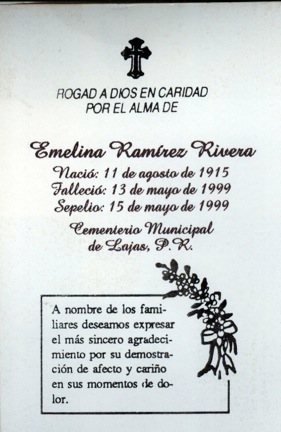 ROGAD A DIOS EN CARIDAD
POR EL ALMA DE
Emelina Ramírez Rivera
Nació: 11 de agosto de 1915
Falleció: 13 de mayo de 1999
Sepelio: 15 de mayo de 1999
Cementerio Municipal
de Lajas, P.R.
A nombre de los fami-
liares deseamos expresar
el más sincero agradeci-
miento por su demostra-
ción de afecto y cariño
en sus momentos de do-
lor.